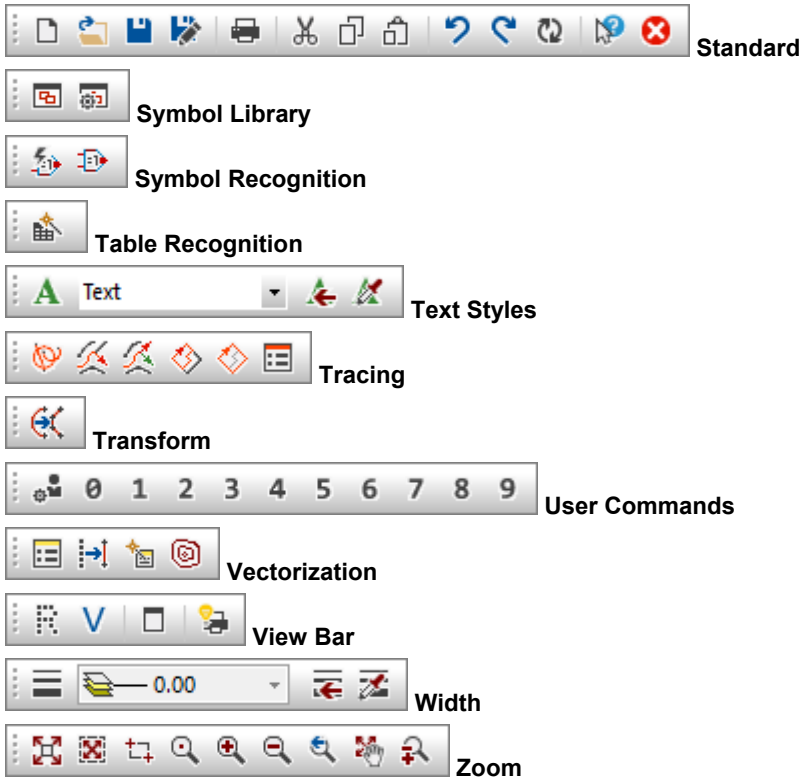 Standard
Symbol Library
Symbol Recognition
Table Recognition
A Text Text Styles
Tracing
Transform
0 1 2 3 4 5 6 7 8 9 User Commands
Vectorization
R V View Bar
0.00 Width
Zoom